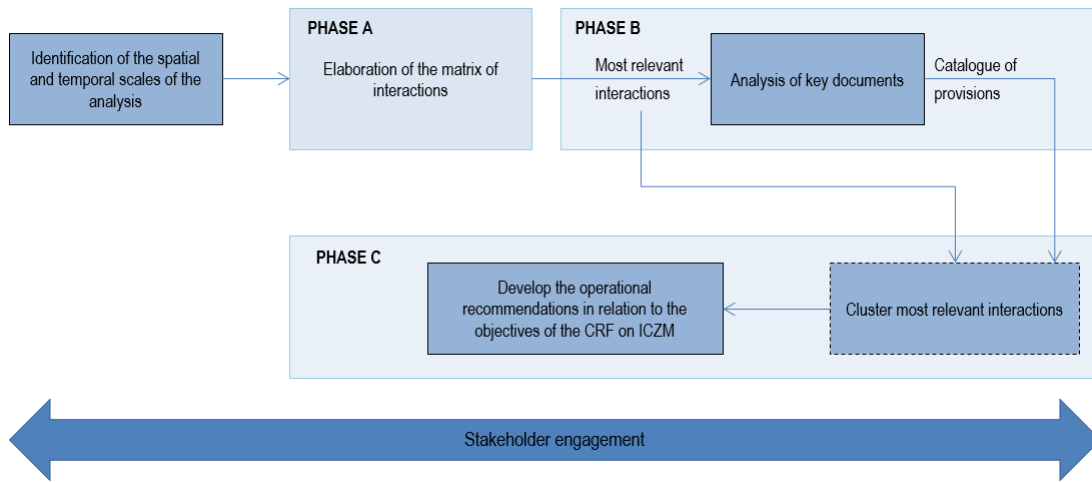 Identification of the spatial
and temporal scales of the
analysis
PHASE A
Elaboration of the matrix of
interactions
PHASE B
Most relevant
interactions
Analysis of key documents
Catalogue of
provisions
PHASE C
Develop the operational
recommendations in relation to the
objectives of the CRF on ICZM
Cluster most relevant interactions
Stakeholder engagement